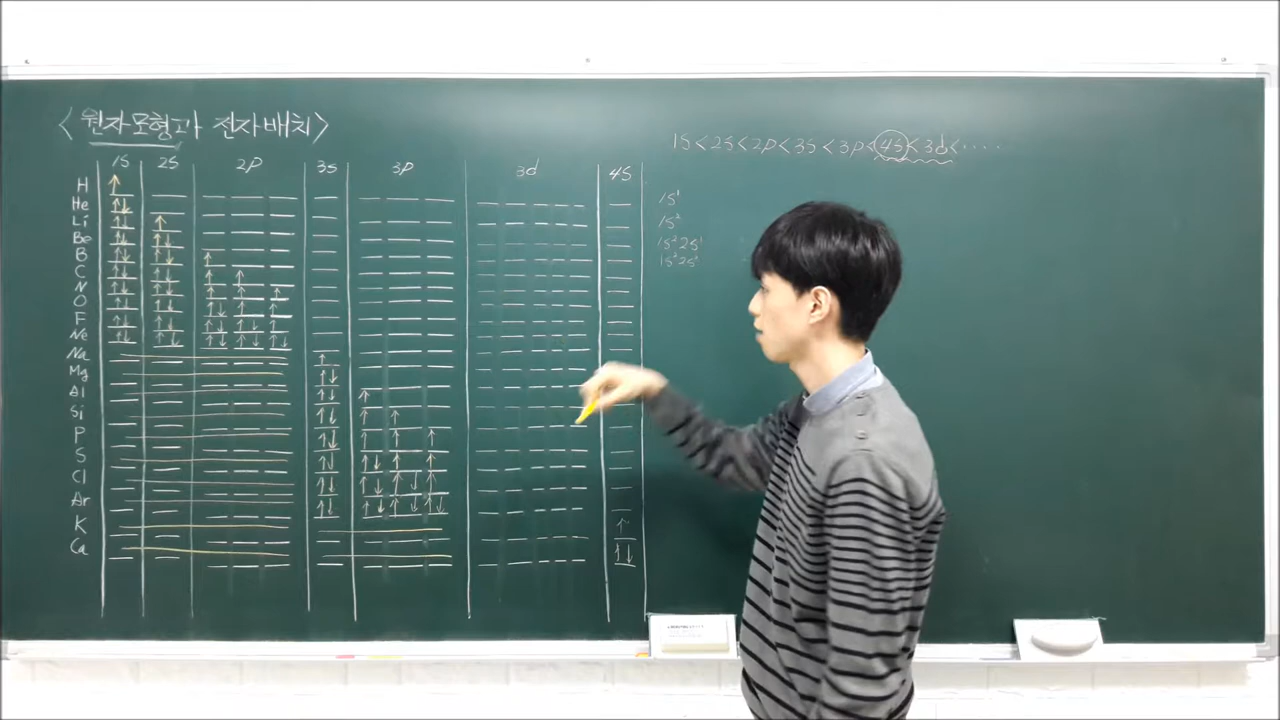 <원자모형과 전자배치>
1S<2S<2P<3S<3P<4S<3d<·····
1S 2S 2P 3S 3P 3d 4S
H
He
Li
Be
B
C
N
O
F
Ne
Na
Mg
Al
Si
P
S
Cl
Ar
K
Ca
1S¹
1S²
1S²2S¹
1S²2S²